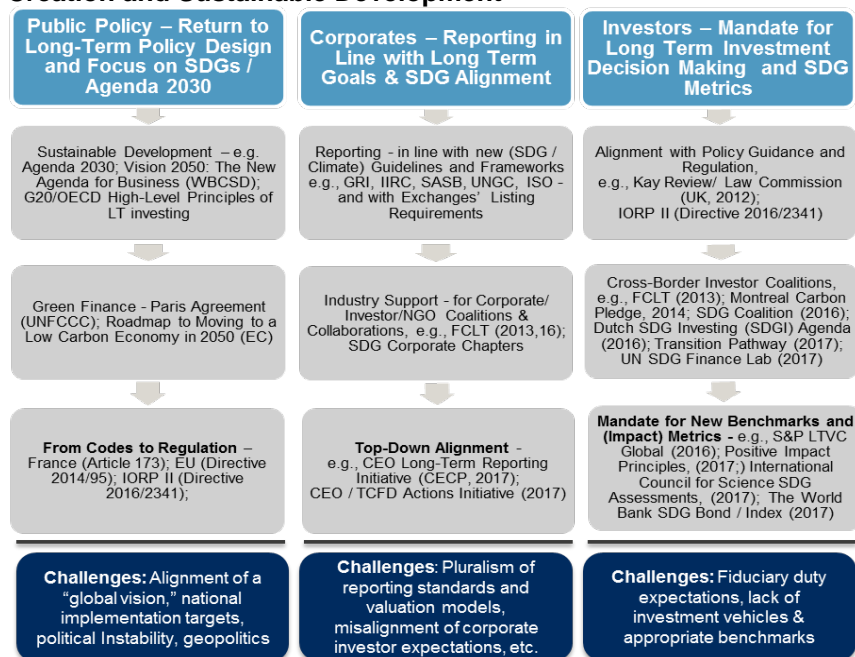 Creation and Sustainable Development
Public Policy – Return to
Long-Term Policy Design
and Focus on SDGs /
Agenda 2030
Sustainable Development – e.g.
Agenda 2030; Vision 2050: The New
Agenda for Business (WBCSD);
G20/OECD High-Level Principles of
LT investing
Green Finance - Paris Agreement
(UNFCCC); Roadmap to Moving to a
Low Carbon Economy in 2050 (EC)
From Codes to Regulation –
France (Article 173); EU (Directive
2014/95); IORP II (Directive
2016/2341);
Challenges: Alignment of a
“global vision,” national
implementation targets,
political Instability, geopolitics
Corporates – Reporting in
Line with Long Term
Goals & SDG Alignment
Reporting - in line with new (SDG /
Climate) Guidelines and Frameworks
e.g., GRI, IIRC, SASB, UNGC, ISO -
and with Exchanges’ Listing
Requirements
Industry Support - for Corporate/
Investor/NGO Coalitions &
Collaborations, e.g., FCLT (2013,16);
SDG Corporate Chapters
Top-Down Alignment -
e.g., CEO Long-Term Reporting
Initiative (CECP, 2017);
CEO / TCFD Actions Initiative (2017)
Challenges: Pluralism of
reporting standards and
valuation models,
misalignment of corporate
investor expectations, etc.
Investors – Mandate for
Long Term Investment
Decision Making and SDG
Metrics
Alignment with Policy Guidance and
Regulation,
e.g., Kay Review/ Law Commission
(UK, 2012);
IORP II (Directive 2016/2341)
Cross-Border Investor Coalitions,
e.g., FCLT (2013); Montreal Carbon
Pledge, 2014; SDG Coalition (2016);
Dutch SDG Investing (SDGI) Agenda
(2016); Transition Pathway (2017);
UN SDG Finance Lab (2017)
Mandate for New Benchmarks and
(Impact) Metrics - e.g., S&P LTVC
Global (2016); Positive Impact
Principles, (2017;) International
Council for Science SDG
Assessments, (2017); The World
Bank SDG Bond / Index (2017)
Challenges: Fiduciary duty
expectations, lack of
investment vehicles &
appropriate benchmarks